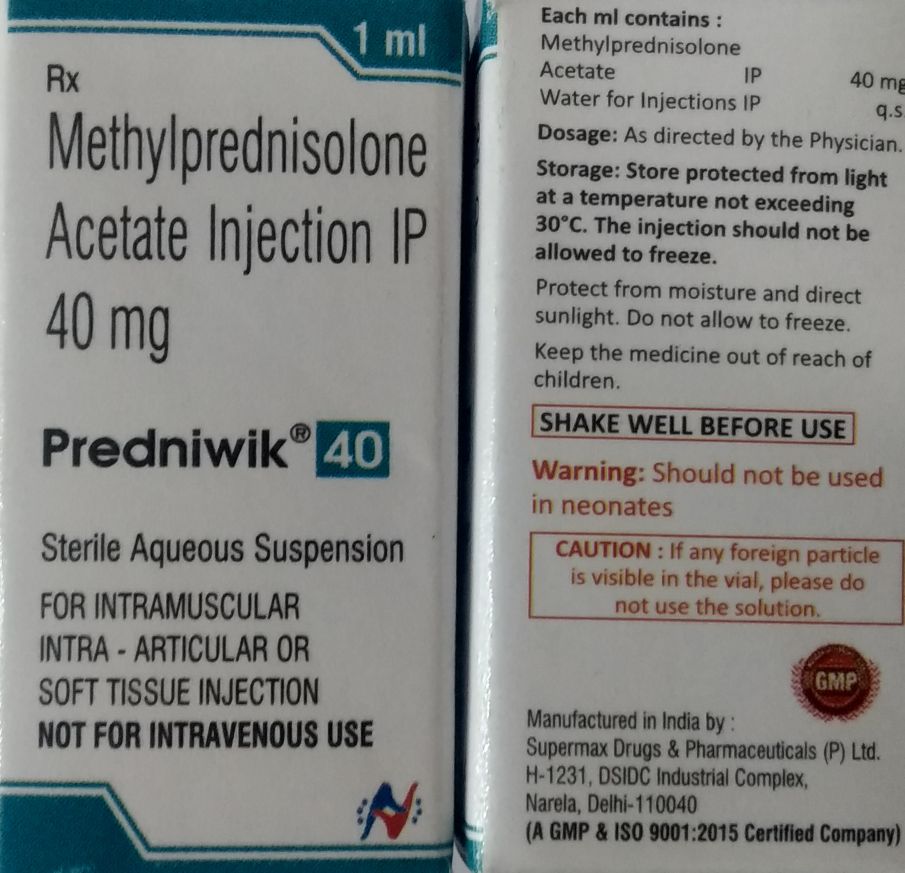 1 ml
Rx
Methylprednisolone
Acetate Injection IP
40 mg
Predniwik® 40
Sterile Aqueous Suspension
FOR INTRAMUSCULAR
INTRA - ARTICULAR OR
SOFT TISSUE INJECTION
NOT FOR INTRAVENOUS USE
Each ml contains :
Methylprednisolone
Acetate IP 40 mg
Water for Injections IP q.s
Dosage: As directed by the Physician.
Storage: Store protected from light
at a temperature not exceeding
30°C. The injection should not be
allowed to freeze.
Protect from moisture and direct
sunlight. Do not allow to freeze.
Keep the medicine out of reach of
children.
SHAKE WELL BEFORE USE
Warning: Should not be used
in neonates
CAUTION : If any foreign particle
is visible in the vial, please do
not use the solution.
GMP
Manufactured in India by :
Supermax Drugs & Pharmaceuticals (P) Ltd.
H-1231, DSIDC Industrial Complex,
Narela, Delhi-110040
(A GMP & ISO 9001:2015 Certified Company)